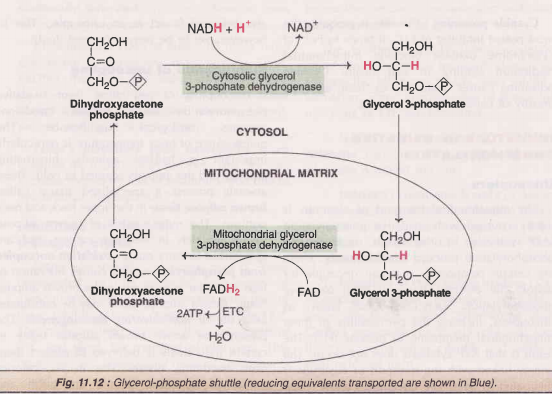 NADH + H+
NAD+
CH2OH
C=O
CH2O—P
Dihydroxyacetone
phosphate
Cytosolic glycerol
3-phosphate dehydrogenase
CH2OH
HO—C—H
CH2O—P
Glycerol 3-phosphate
CYTOSOL
MITOCHONDRIAL MATRIX
CH2OH
C=O
CH2O—P
Dihydroxyacetone
phosphate
Mitochondrial glycerol
3-phosphate dehydrogenase
CH2OH
HO—C—H
CH2O—P
Glycerol 3-phosphate
FADH2
FAD
2ATP
ETC
H2O
Fig. 11.12 : Glycerol-phosphate shuttle (reducing equivalents transported are shown in Blue).